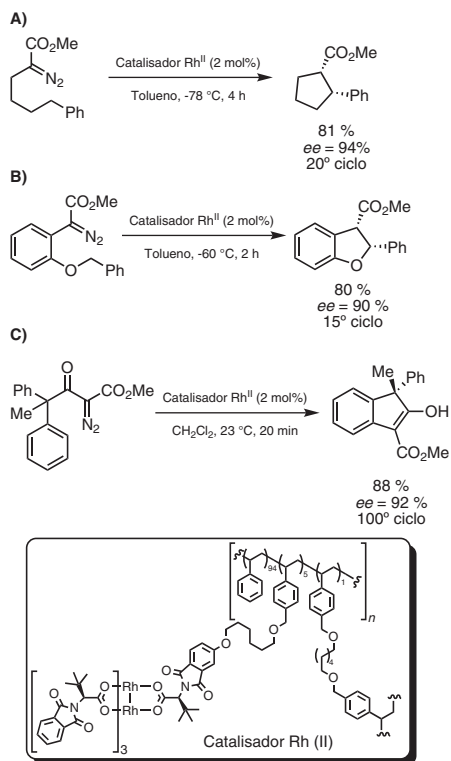 A)
CO₂Me
N₂
Ph
Catalisador Rhᴵᴵ (2 mol%)
Tolueno, -78 °C, 4 h
CO₂Me
Ph
81 %
ee = 94%
20º ciclo
B)
CO₂Me
N₂
O
Ph
Catalisador Rhᴵᴵ (2 mol%)
Tolueno, -60 °C, 2 h
CO₂Me
Ph
O
80 %
ee = 90 %
15º ciclo
C)
O
Ph
Me
CO₂Me
N₂
Catalisador Rhᴵᴵ (2 mol%)
CH₂Cl₂, 23 °C, 20 min
Me
Ph
OH
CO₂Me
88 %
ee = 92 %
100º ciclo
94
5
1
n
O
O
O
4
O
O
N
O
O
N
O
O
O
Rh
O
O
Rh
O
3
Catalisador Rh (II)